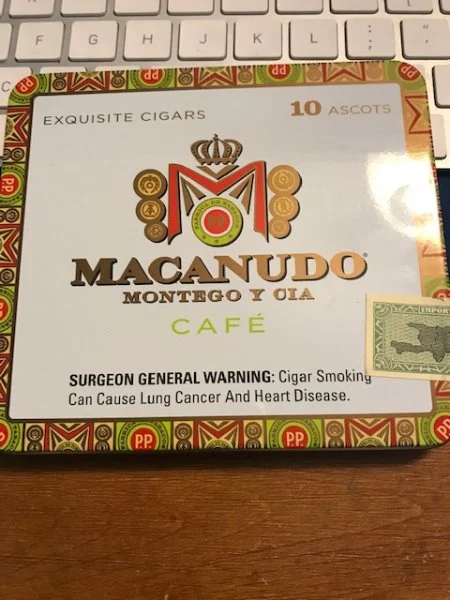 F G H J K L :
;
"
'
C
EXQUISITE CIGARS
10 ASCOTS
MACANUDO®
MONTEGO Y CIA
CAFÉ
SURGEON GENERAL WARNING: Cigar Smoking
Can Cause Lung Cancer And Heart Disease.
IMPORT
P.P.
P.P.
P.P.